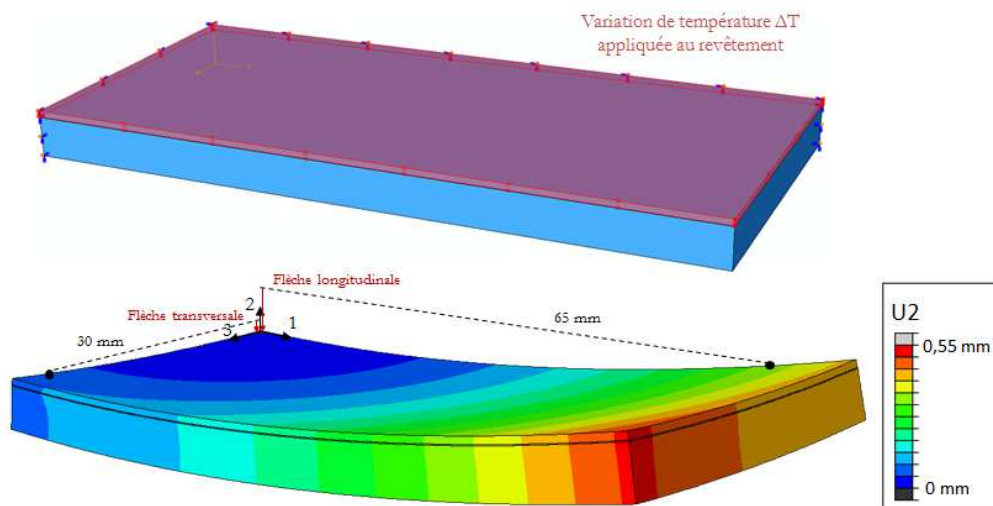 Variation de température ΔT
appliquée au revêtement
Flèche longitudinale
2
Flèche transversale
3
1
30 mm
65 mm
U2
0,55 mm
0 mm